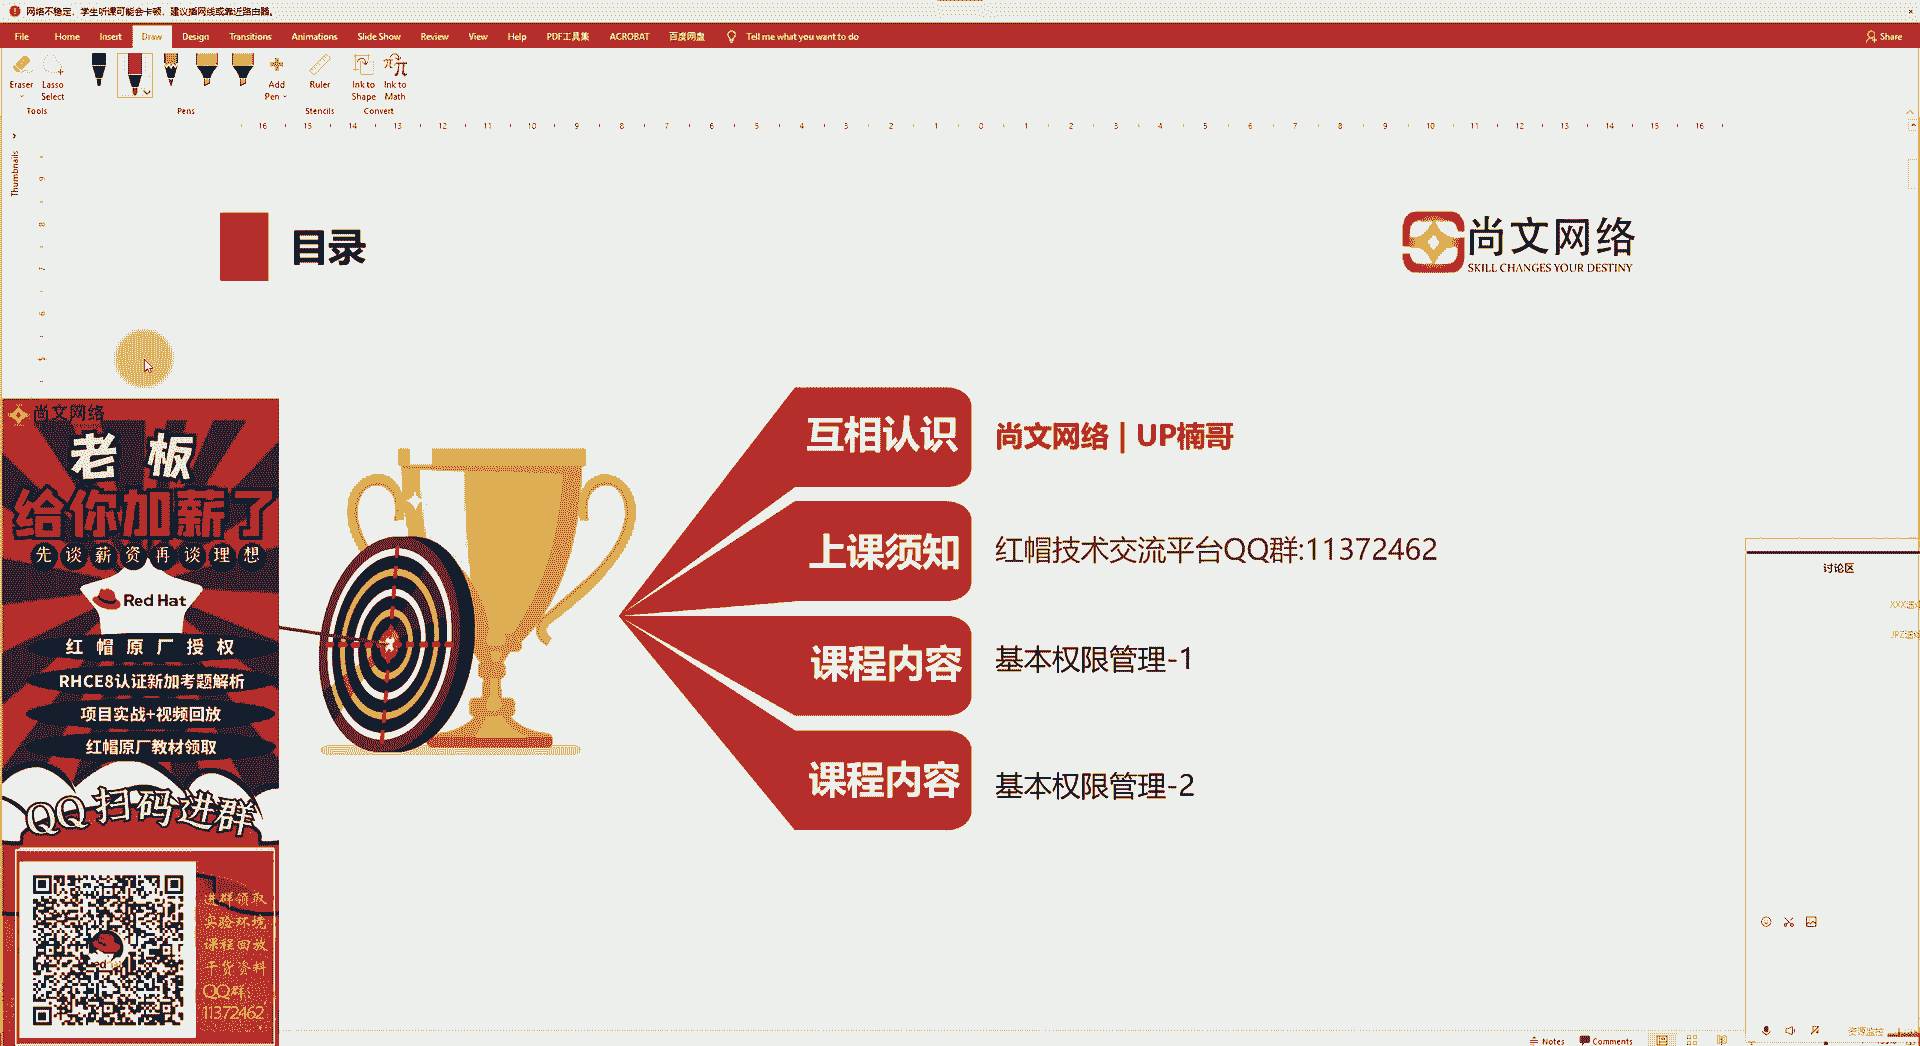 网络不稳定，学生听课可能会卡顿，建议插网线或靠近路由器。
File Home Insert Draw Design Transitions Animations Slide Show Review View Help PDF工具集 ACROBAT 百度网盘 Tell me what you want to do Share
Eraser Lasso Select Add Pen Ruler Ink to Shape Ink to Math
Tools Pens Stencils Convert
16 15 14 13 12 11 10 9 8 7 6 5 4 3 2 1 0 1 2 3 4 5 6 7 8 9 10 11 12 13 14 15 16
Thumbnails
目录
尚文网络
SKILL CHANGES YOUR DESTINY
互相认识
尚文网络 | UP楠哥
上课须知
红帽技术交流平台QQ群:11372462
课程内容
基本权限管理-1
课程内容
基本权限管理-2
尚文网络
老板
给你加薪了
先谈薪资再谈理想
Red Hat
红帽原厂授权
RHCE8认证新加考题解析
项目实战+视频回放
红帽原厂教材领取
QQ扫码进群
进群领取
实验环境
课程回放
干货资料
QQ群:
11372462
讨论区
Notes Comments